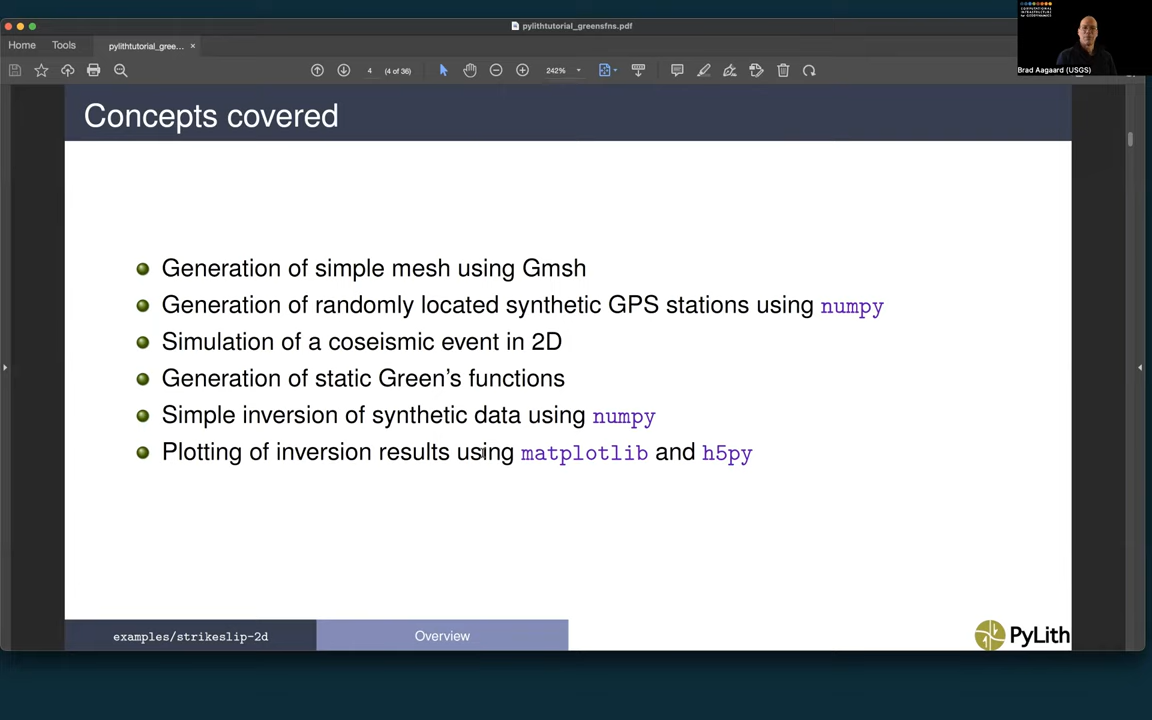 pylithtutorial_greensfns.pdf
Home Tools pylithtutorial_gree... ×
4 (4 of 36) 242%
Brad Aagaard (USGS)
Concepts covered
Generation of simple mesh using Gmsh
Generation of randomly located synthetic GPS stations using numpy
Simulation of a coseismic event in 2D
Generation of static Green's functions
Simple inversion of synthetic data using numpy
Plotting of inversion results using matplotlib and h5py
examples/strikeslip-2d Overview PyLith